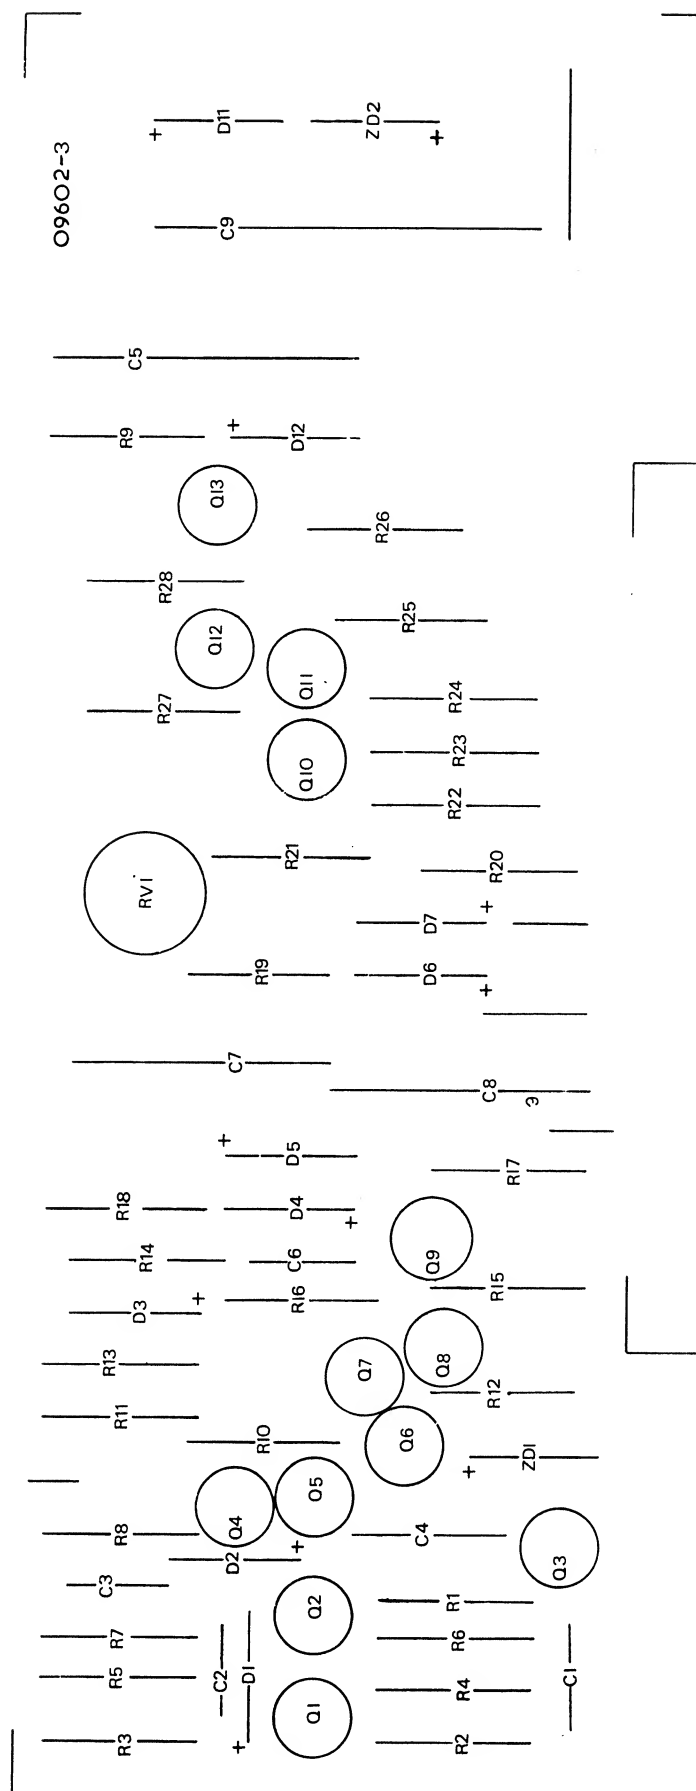 09602-3
+
D11
ZD2
+
C9
C5
R9
+
D12
Q13
R26
R28
R25
Q12
Q11
R27
R24
R23
Q10
R22
R21
R20
RV1
+
D7
R19
D6
+
C7
C8
e
+
D5
R17
R18
D4
+
R14
C6
Q9
D3
+
R16
R15
R13
Q7
Q8
R11
R12
R10
Q6
+
ZD1
Q4
O5
R8
+
C4
D2
Q3
C3
Q2
R1
R7
R6
R5
C2
D1
R4
C1
Q1
R3
+
R2